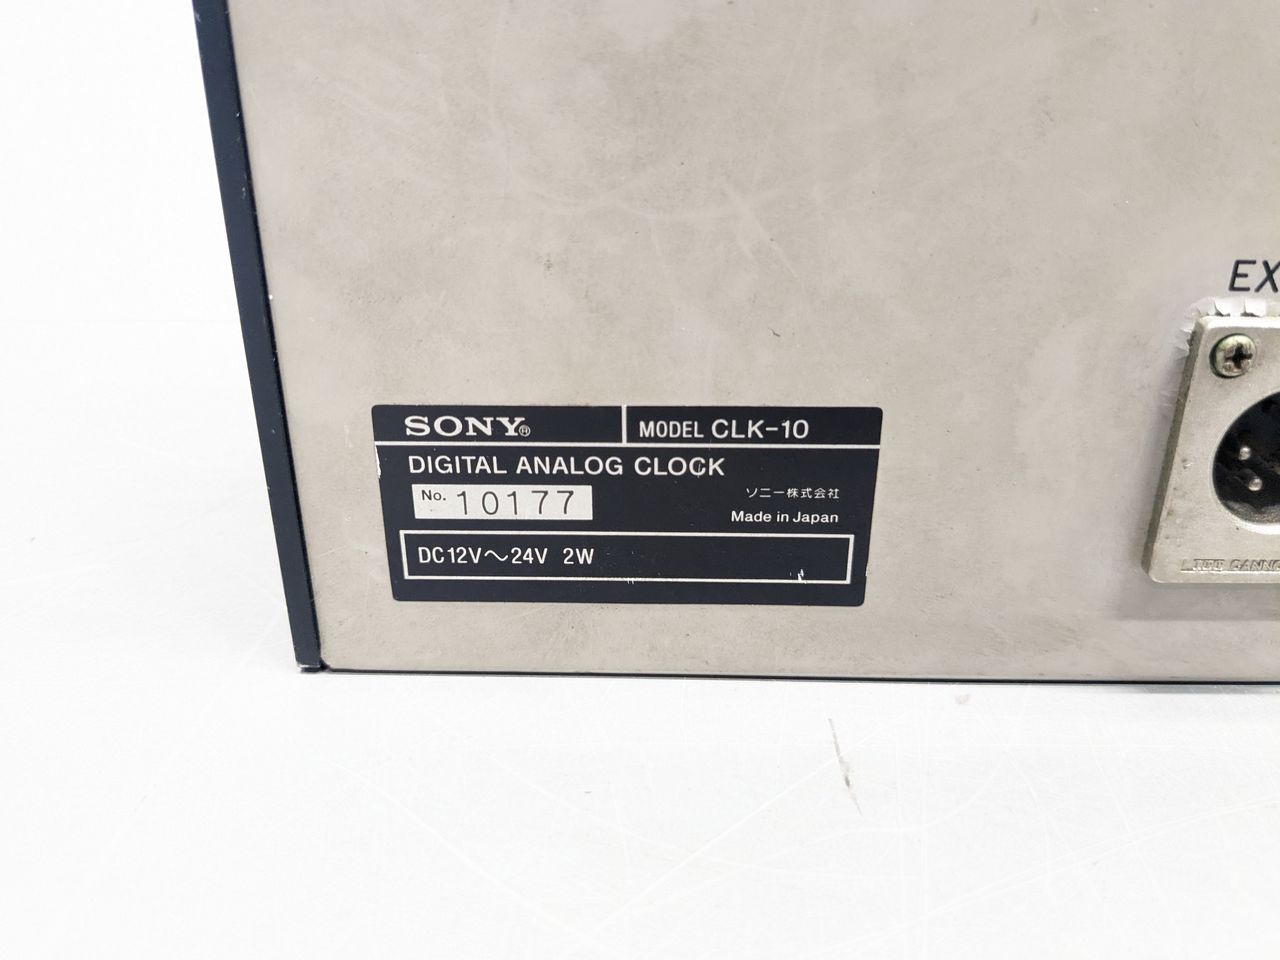 EX
SONY®
MODEL CLK-10
DIGITAL ANALOG CLOCK
No. 10177
ソニー株式会社
Made in Japan
DC12V～24V 2W